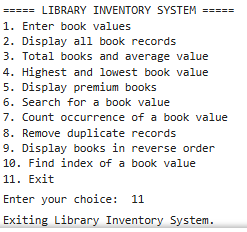 ===== LIBRARY INVENTORY SYSTEM =====
1. Enter book values
2. Display all book records
3. Total books and average value
4. Highest and lowest book value
5. Display premium books
6. Search for a book value
7. Count occurrence of a book value
8. Remove duplicate records
9. Display books in reverse order
10. Find index of a book value
11. Exit
Enter your choice:  11
Exiting Library Inventory System.